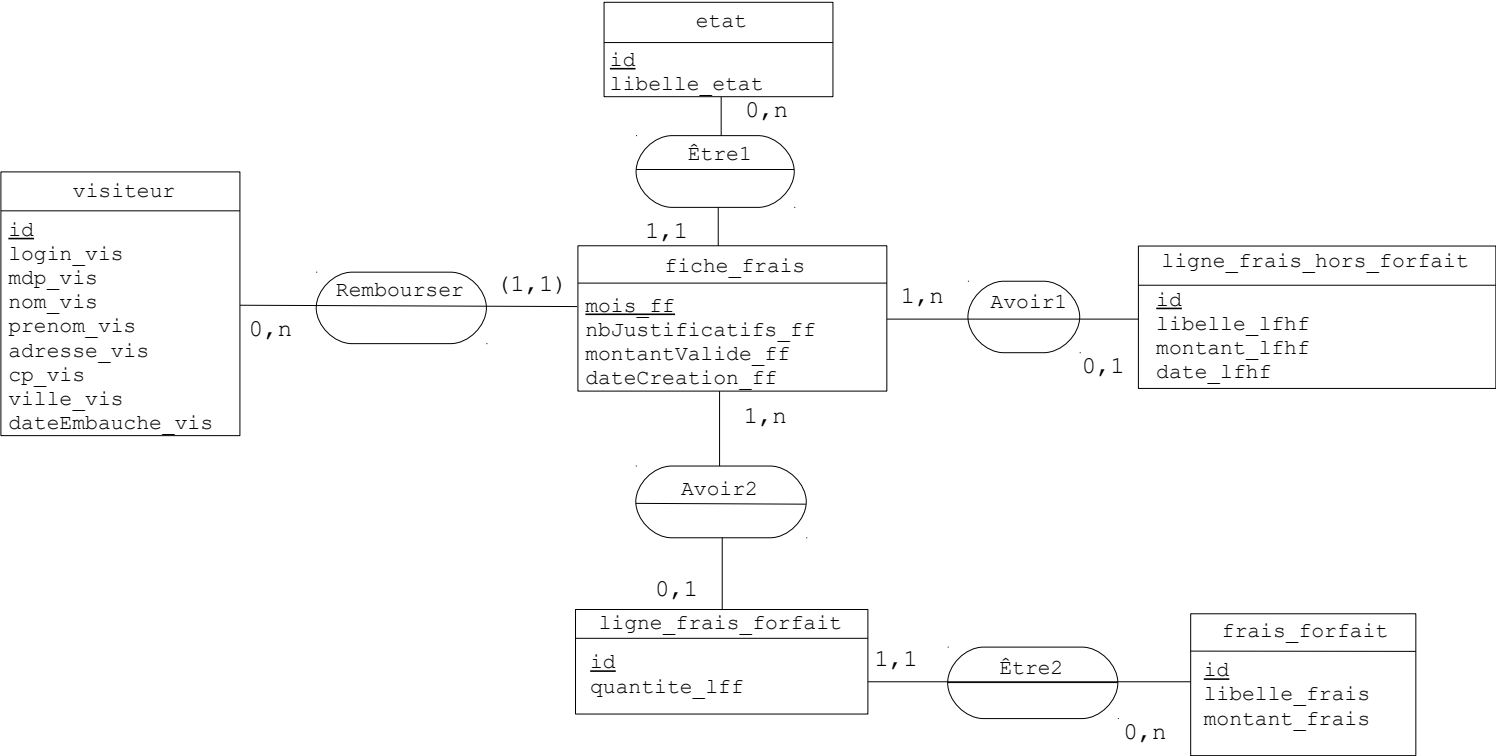 etat
id
libelle_etat
0,n
Être1
1,1
visiteur
id
login_vis
mdp_vis
nom_vis
prenom_vis
adresse_vis
cp_vis
ville_vis
dateEmbauche_vis
0,n
Rembourser
(1,1)
fiche_frais
mois_ff
nbJustificatifs_ff
montantValide_ff
dateCreation_ff
1,n
Avoir1
0,1
ligne_frais_hors_forfait
id
libelle_lfhf
montant_lfhf
date_lfhf
1,n
Avoir2
0,1
ligne_frais_forfait
id
quantite_lff
1,1
Être2
0,n
frais_forfait
id
libelle_frais
montant_frais